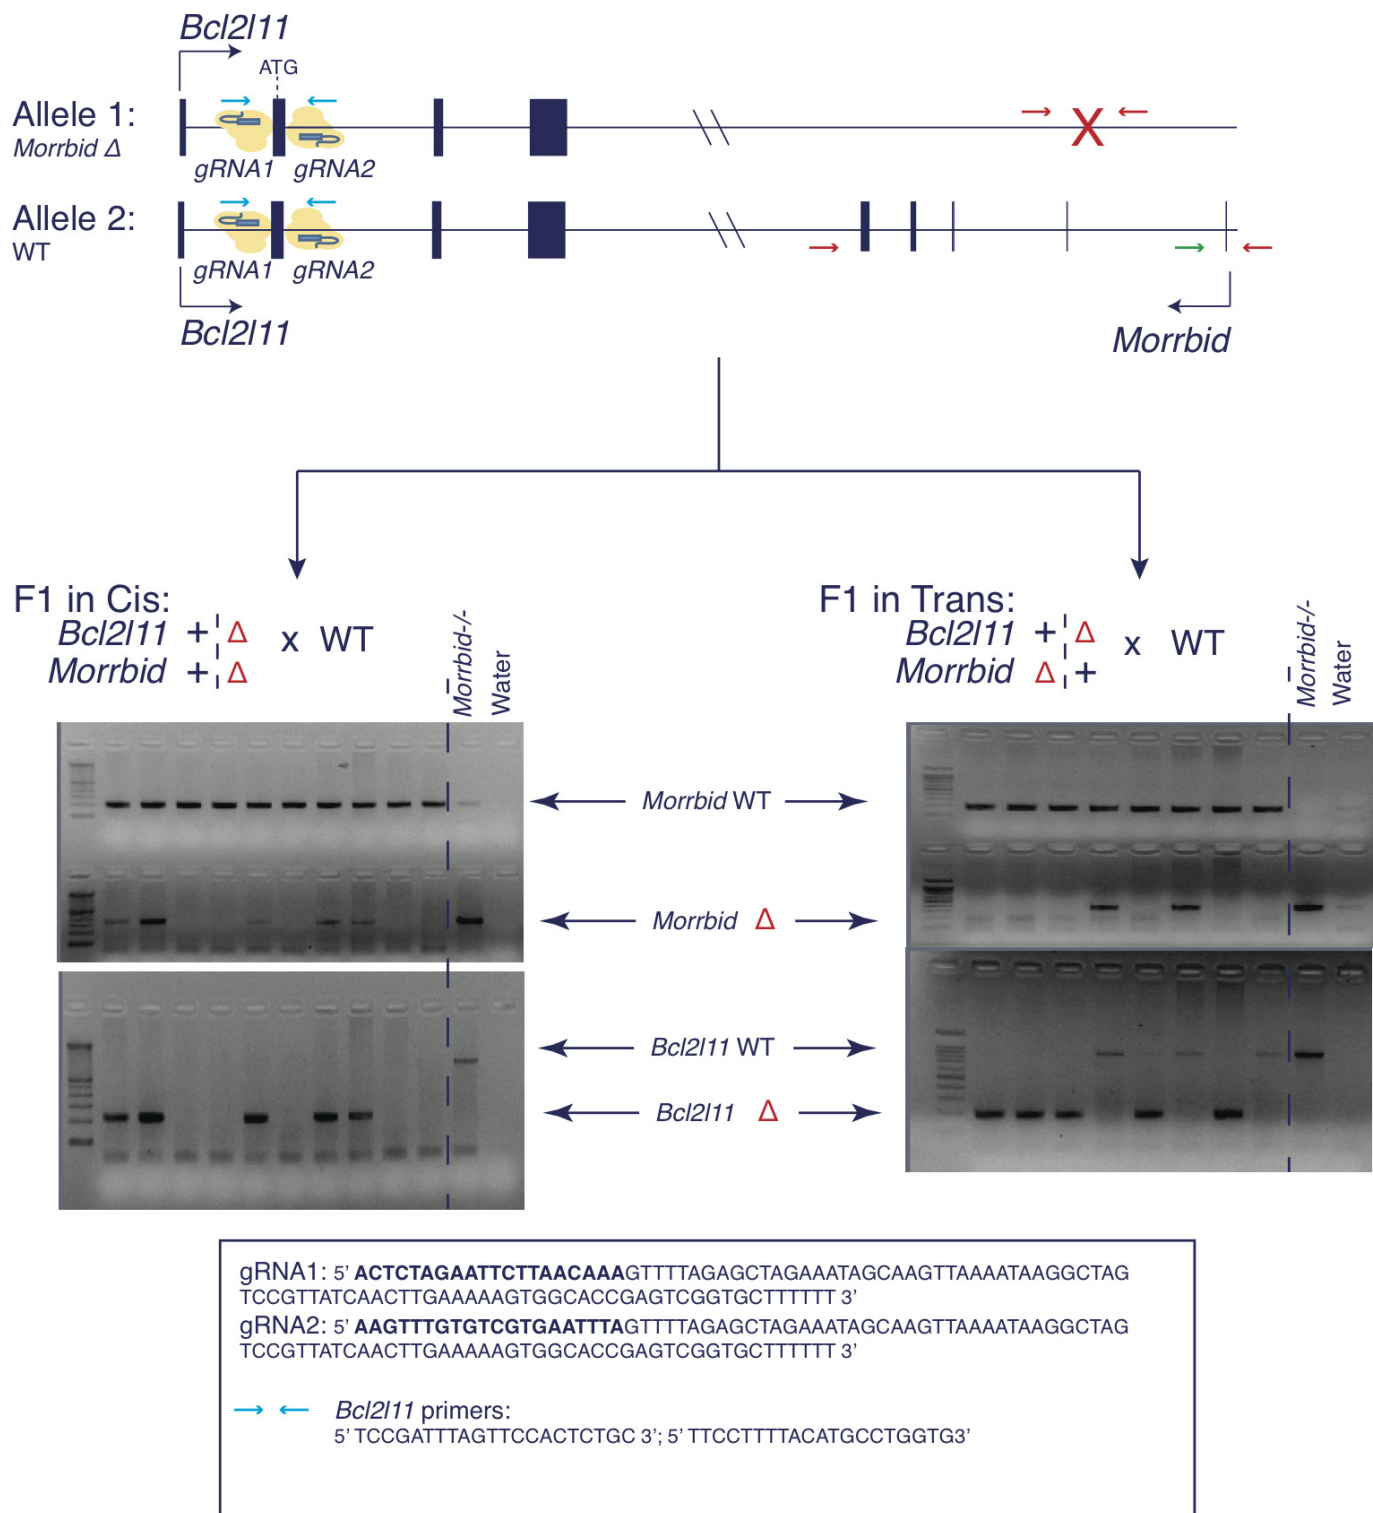 Bcl2l11
ATG
Allele 1:
Morrbid Δ
gRNA1 gRNA2
X
Allele 2:
WT
gRNA1 gRNA2
Bcl2l11
Morrbid
F1 in Cis:
Bcl2l11 + Δ
Morrbid + Δ
x WT
Morrbid-/-
Water
F1 in Trans:
Bcl2l11 + Δ
Morrbid Δ +
x WT
Morrbid-/-
Water
Morrbid WT
Morrbid Δ
Bcl2l11 WT
Bcl2l11 Δ
gRNA1: 5' ACTCTAGAATTCTTAACAAAGTTTTAGAGCTAGAAATAGCAAGTTAAAATAAGGCTAG
TCCGTTATCAACTTGAAAAAGTGGCACCGAGTCGGTGCTTTTTT 3'
gRNA2: 5' AAGTTTGTGTCGTGAATTTAGTTTTAGAGCTAGAAATAGCAAGTTAAAATAAGGCTAG
TCCGTTATCAACTTGAAAAAGTGGCACCGAGTCGGTGCTTTTTT 3'
Bcl2l11 primers:
5' TCCGATTTAGTTCCACTCTGC 3'; 5' TTCCTTTTACATGCCTGGTG3'